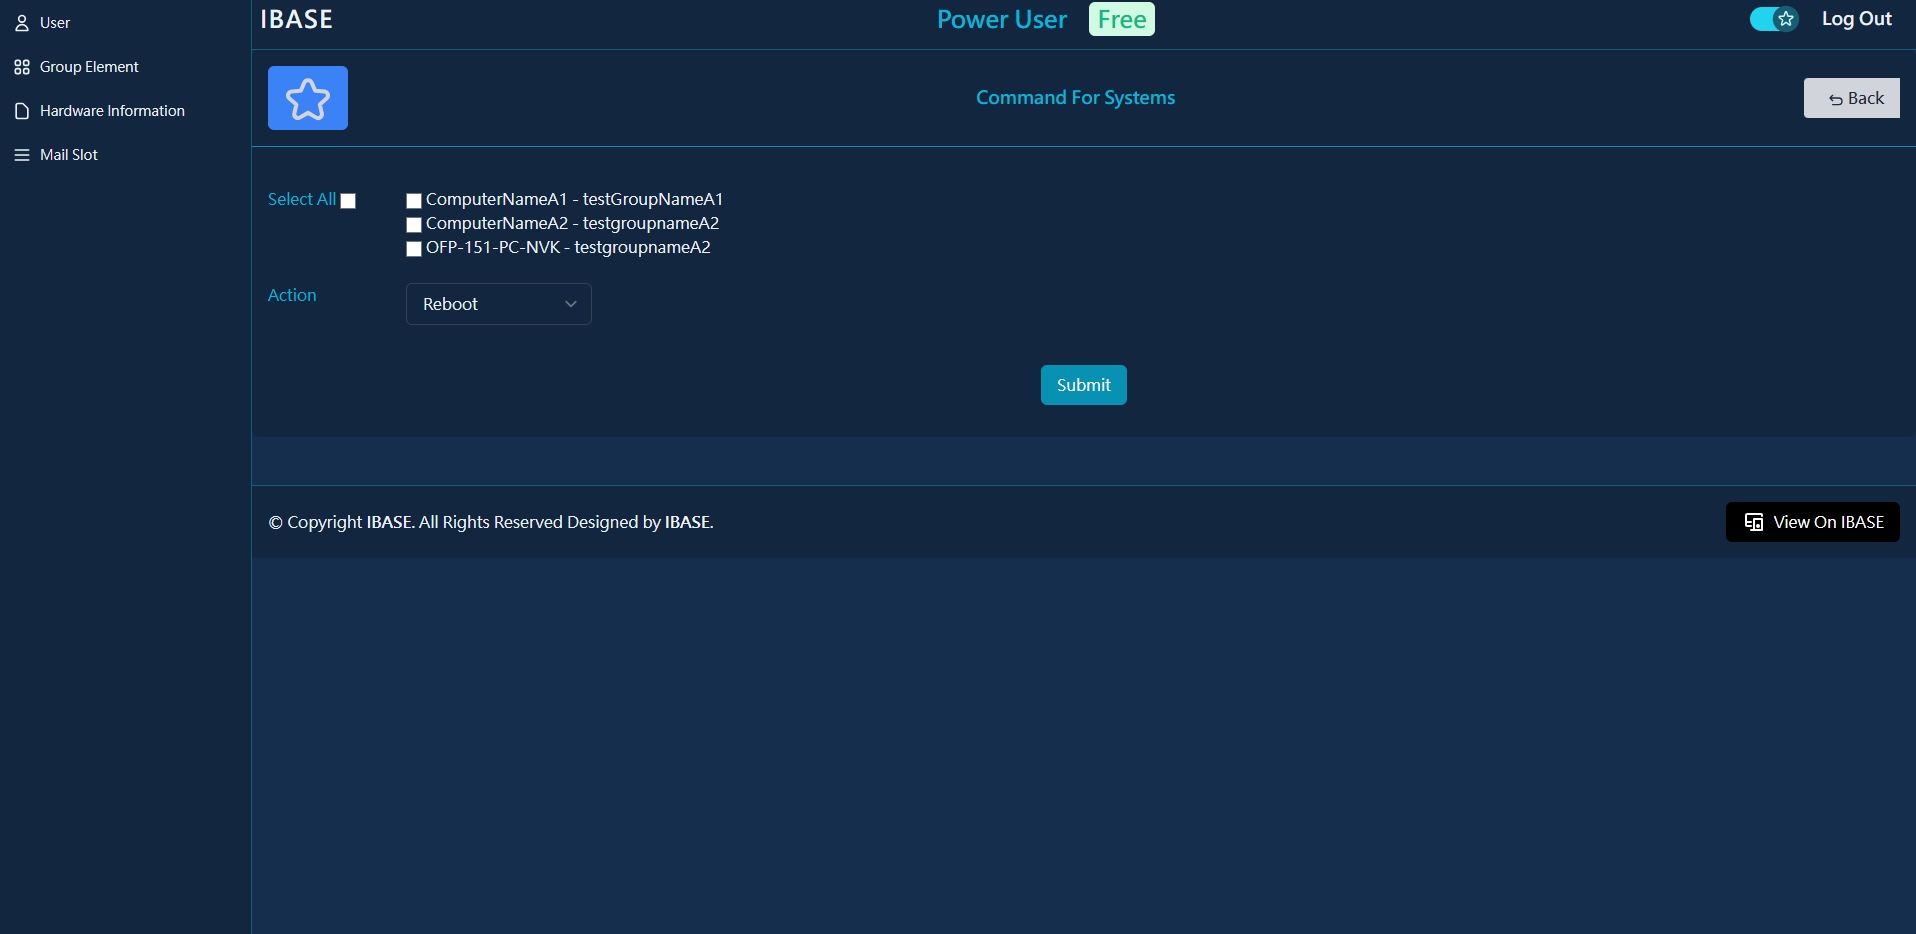 User
Group Element
Hardware Information
Mail Slot
IBASE
Power User Free
Log Out
Command For Systems
Back
Select All
ComputerNameA1 - testGroupNameA1
ComputerNameA2 - testgroupnameA2
OFP-151-PC-NVK - testgroupnameA2
Action
Reboot
Submit
© Copyright IBASE. All Rights Reserved Designed by IBASE.
View On IBASE